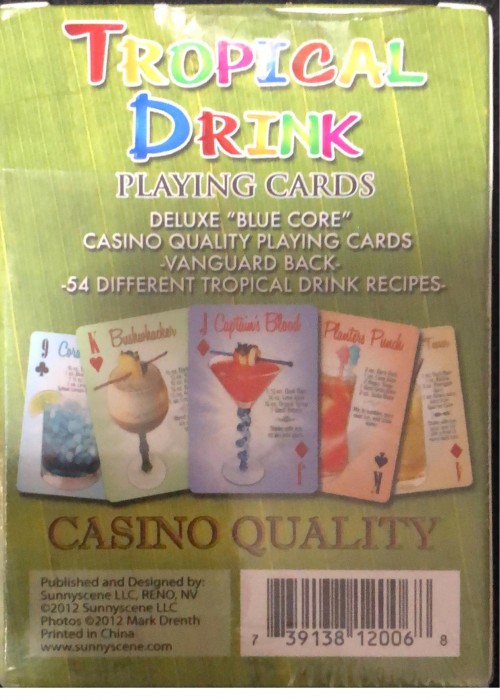 TROPICAL
DRINK
PLAYING CARDS
DELUXE "BLUE CORE"
CASINO QUALITY PLAYING CARDS
-VANGUARD BACK-
-54 DIFFERENT TROPICAL DRINK RECIPES-
9
K Bushwhacker
J Captain's Blood
Planters Punch
J
A
CASINO QUALITY
Published and Designed by:
Sunnyscene LLC, RENO, NV
©2012 Sunnyscene LLC
Photos ©2012 Mark Drenth
Printed in China
www.sunnyscene.com
7 39138 12006 8